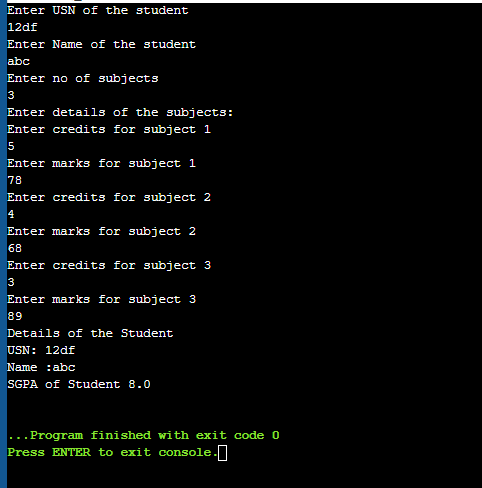 Enter USN of the student
12df
Enter Name of the student
abc
Enter no of subjects
3
Enter details of the subjects:
Enter credits for subject 1
5
Enter marks for subject 1
78
Enter credits for subject 2
4
Enter marks for subject 2
68
Enter credits for subject 3
3
Enter marks for subject 3
89
Details of the Student
USN: 12df
Name :abc
SGPA of Student 8.0
...Program finished with exit code 0
Press ENTER to exit console.